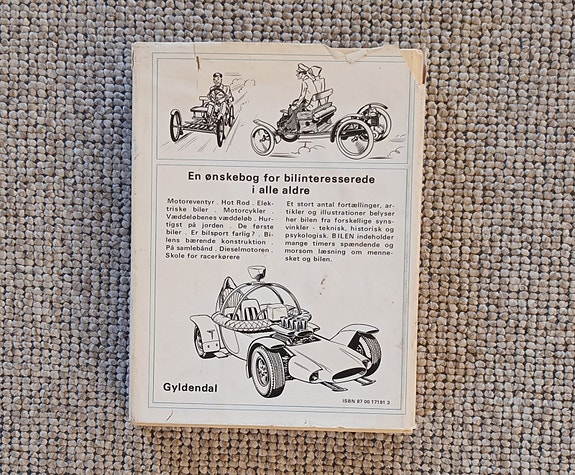 En ønskebog for bilinteresserede
i alle aldre
Motoreventyr . Hot Rod . Elek-
triske biler . Motorcykler .
Væddeløbenes væddeløb . Hur-
tigst på jorden . De første
biler . Er bilsport farlig? . Bi-
lens bærende konstruktion .
På samlebånd . Dieselmotoren .
Skole for racerkørere
Et stort antal fortællinger, ar-
tikler og illustrationer belyser
her bilen fra forskellige syns-
vinkler - teknisk, historisk og
psykologisk. BILEN indeholder
mange timers spændende og
morsom læsning om menne-
sket og bilen.
Gyldendal
ISBN 87 00 17191 3